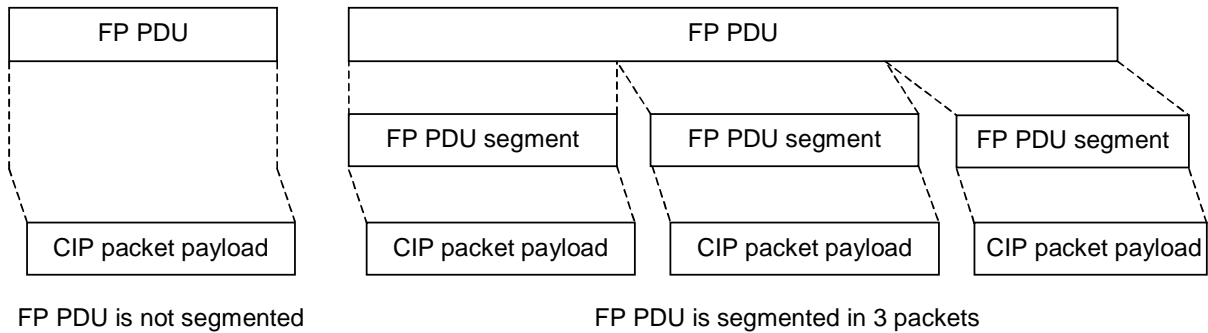 FP PDU
FP PDU
FP PDU segment
FP PDU segment
FP PDU segment
CIP packet payload
CIP packet payload
CIP packet payload
CIP packet payload
FP PDU is not segmented
FP PDU is segmented in 3 packets